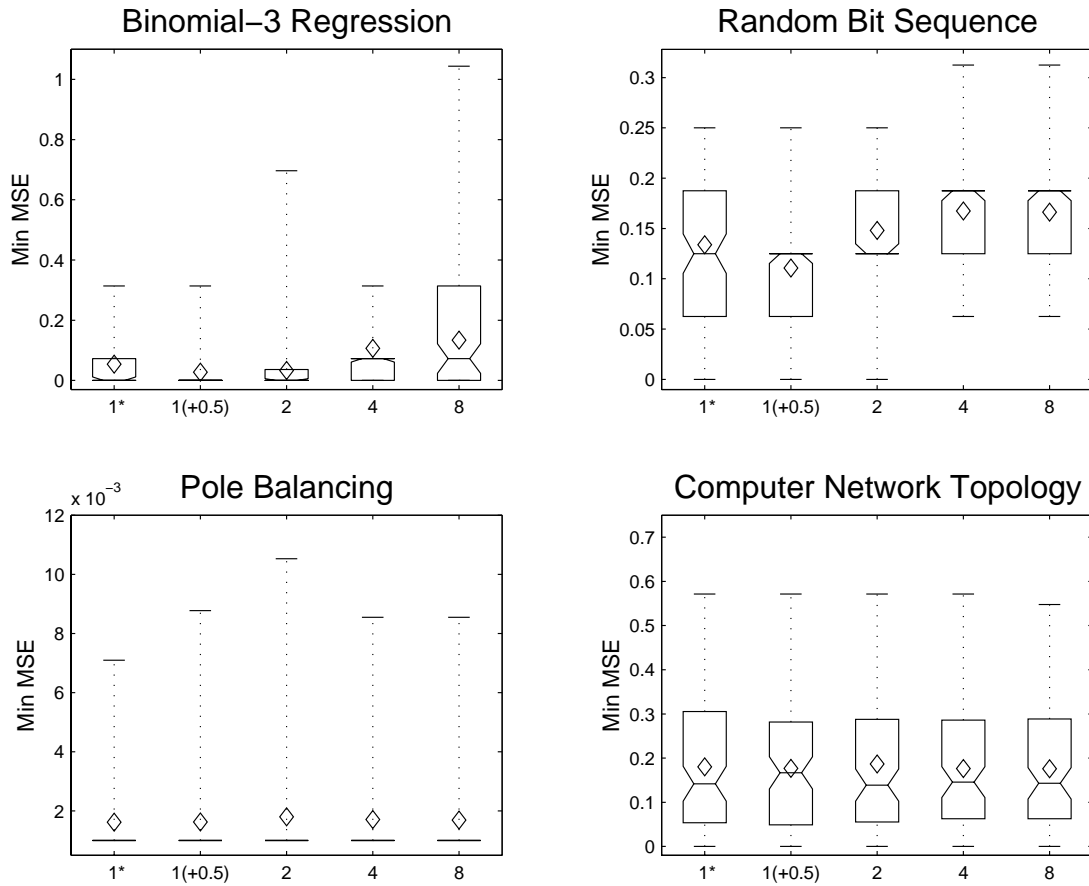 Binomial−3 Regression
Min MSE
1
0.8
0.6
0.4
0.2
0
1* 1(+0.5) 2 4 8
Random Bit Sequence
Min MSE
0.3
0.25
0.2
0.15
0.1
0.05
0
1* 1(+0.5) 2 4 8
Pole Balancing
x 10−3
Min MSE
12
10
8
6
4
2
1* 1(+0.5) 2 4 8
Computer Network Topology
Min MSE
0.7
0.6
0.5
0.4
0.3
0.2
0.1
0
1* 1(+0.5) 2 4 8